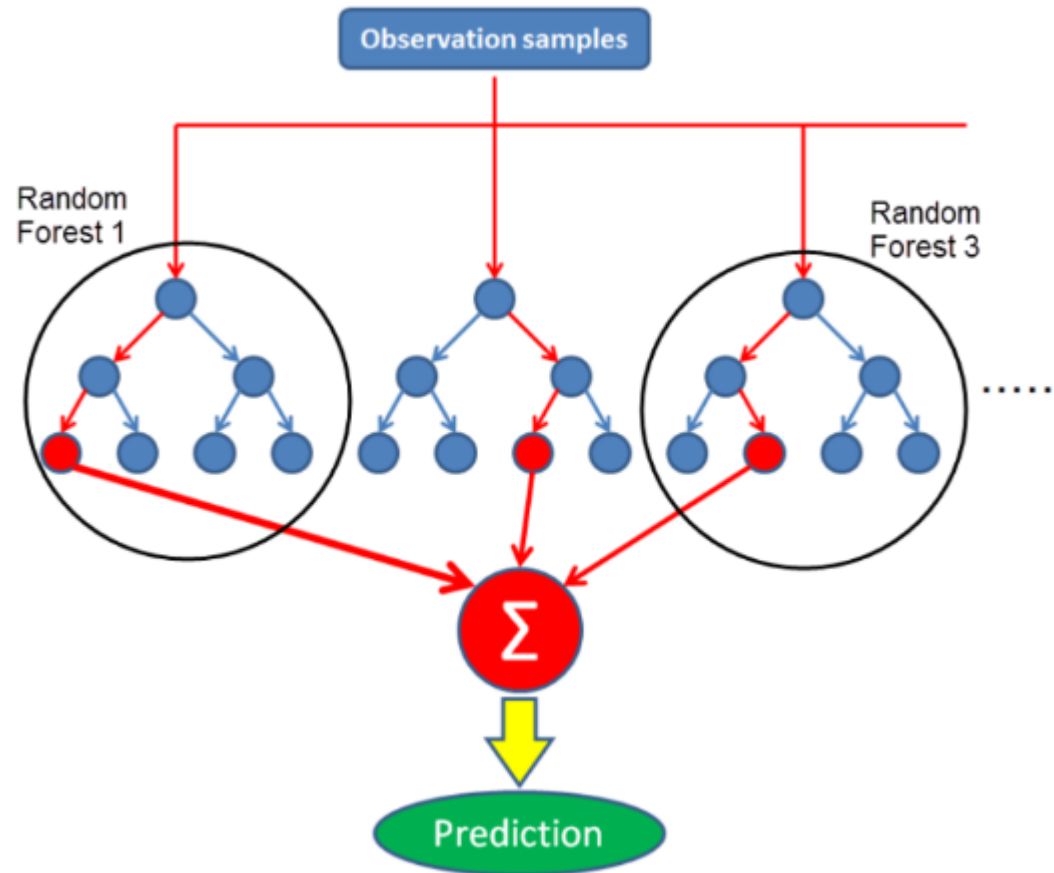 Observation samples
Random
Forest 1
Random
Forest 3
.....
Σ
Prediction